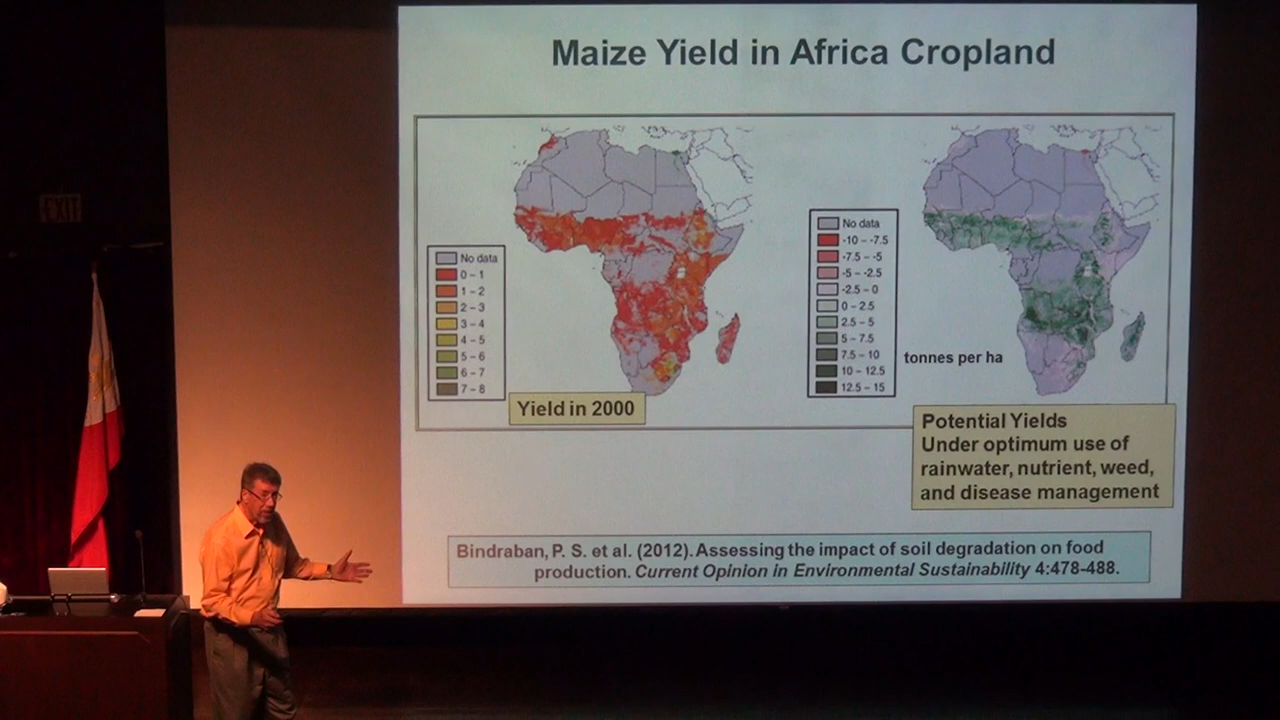 Maize Yield in Africa Cropland
EXIT
No data
0 – 1
1 – 2
2 – 3
3 – 4
4 – 5
5 – 6
6 – 7
7 – 8
Yield in 2000
No data
-10 – -7.5
-7.5 – -5
-5 – -2.5
-2.5 – 0
0 – 2.5
2.5 – 5
5 – 7.5
7.5 – 10
10 – 12.5
12.5 – 15
tonnes per ha
Potential Yields
Under optimum use of
rainwater, nutrient, weed,
and disease management
Bindraban, P. S. et al. (2012). Assessing the impact of soil degradation on food
production. Current Opinion in Environmental Sustainability 4:478-488.